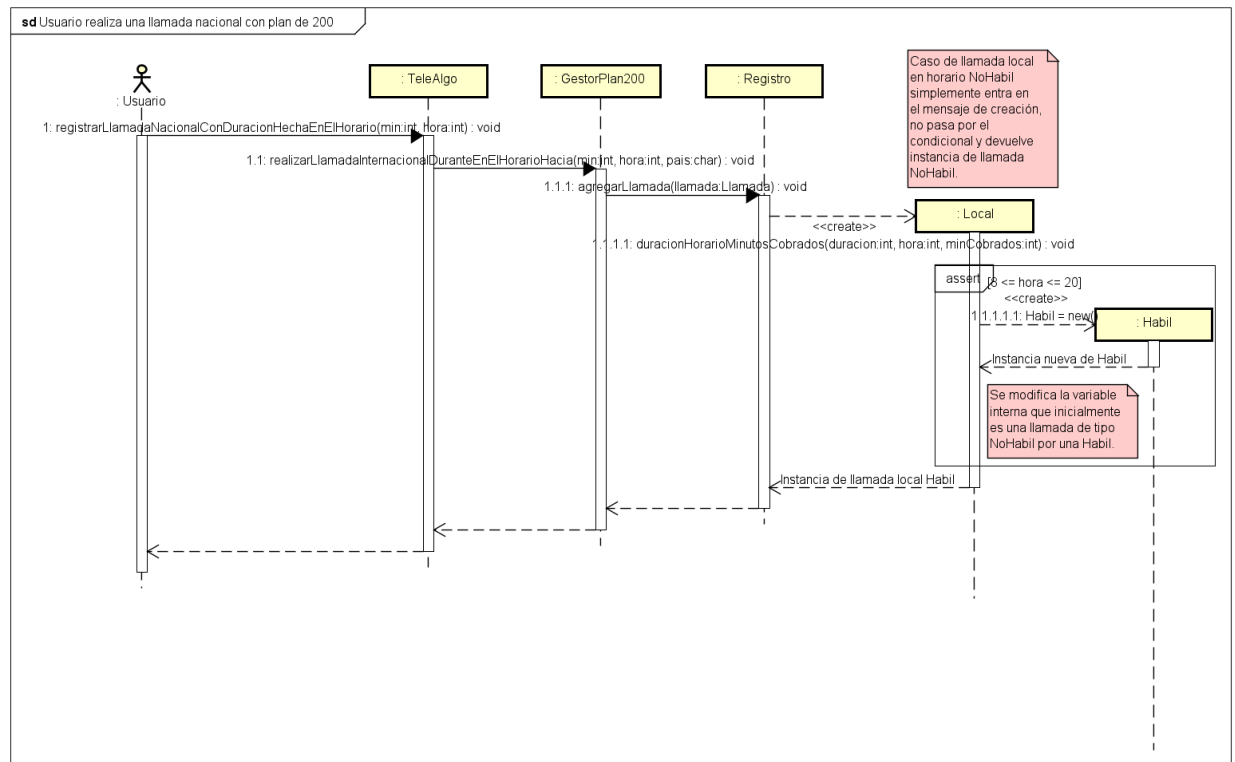 sd Usuario realiza una llamada nacional con plan de 200
: Usuario
: TeleAlgo
: GestorPlan200
: Registro
Caso de llamada local
en horario NoHabil
simplemente entra en
el mensaje de creación,
no pasa por el
condicional y devuelve
instancia de llamada
NoHabil.
1: registrarLlamadaNacionalConDuracionHechaEnElHorario(min:int, hora:int) : void
1.1: realizarLlamadaInternacionalDuranteEnElHorarioHacia(min:int, hora:int, pais:char) : void
1.1.1: agregarLlamada(llamada:Llamada) : void
: Local
<<create>>
1.1.1.1: duracionHorarioMinutosCobrados(duracion:int, hora:int, minCobrados:int) : void
assert
[8 <= hora <= 20]
<<create>>
1.1.1.1.1: Habil = new()
: Habil
Instancia nueva de Habil
Se modifica la variable
interna que inicialmente
es una llamada de tipo
NoHabil por una Habil.
Instancia de llamada local Habil